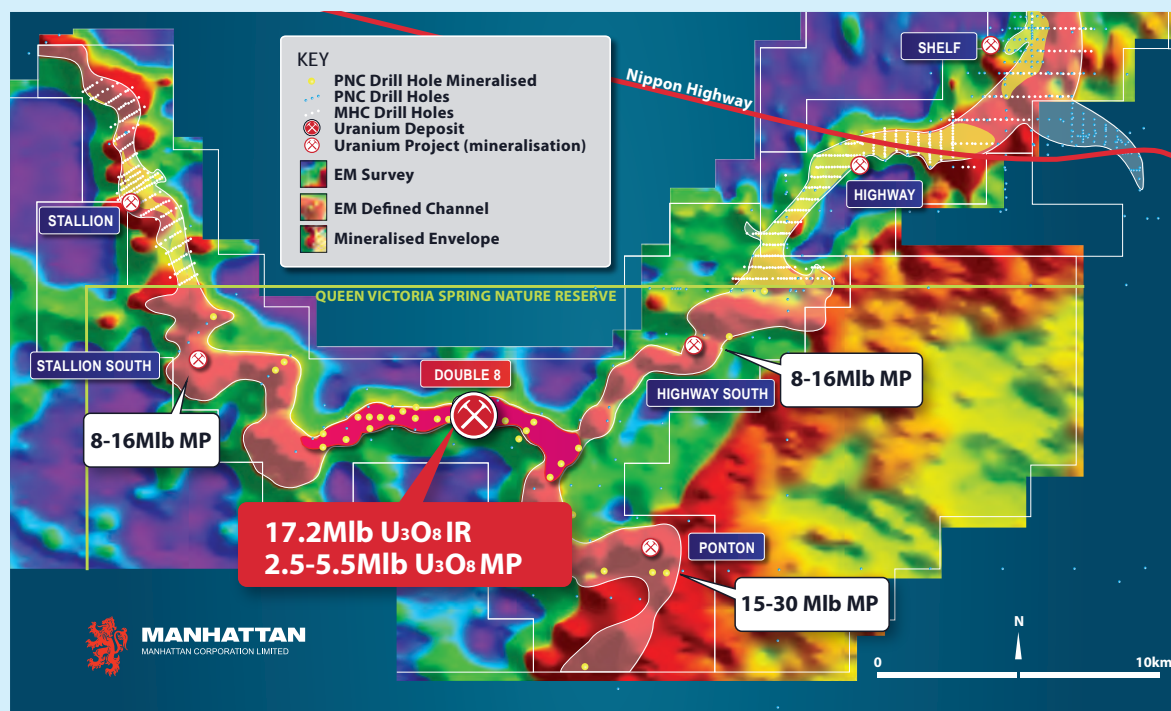 SHELF
KEY
PNC Drill Hole Mineralised
PNC Drill Holes
MHC Drill Holes
Uranium Deposit
Uranium Project (mineralisation)
EM Survey
EM Defined Channel
Mineralised Envelope
Nippon Highway
HIGHWAY
STALLION
QUEEN VICTORIA SPRING NATURE RESERVE
STALLION SOUTH
DOUBLE 8
HIGHWAY SOUTH
8-16Mlb MP
8-16Mlb MP
17.2Mlb U3O8 IR
2.5-5.5Mlb U3O8 MP
PONTON
15-30 Mlb MP
MANHATTAN
MANHATTAN CORPORATION LIMITED
N
0
10km